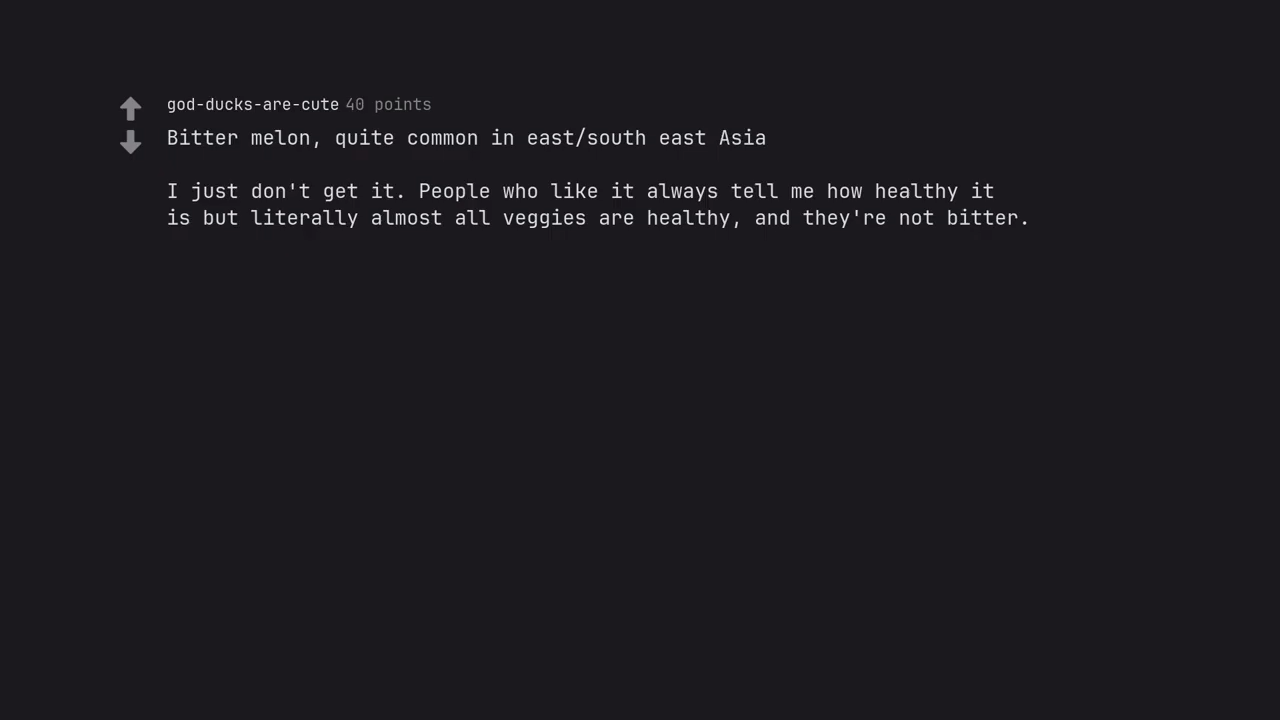 god-ducks-are-cute 40 points
Bitter melon, quite common in east/south east Asia
I just don't get it. People who like it always tell me how healthy it
is but literally almost all veggies are healthy, and they're not bitter.